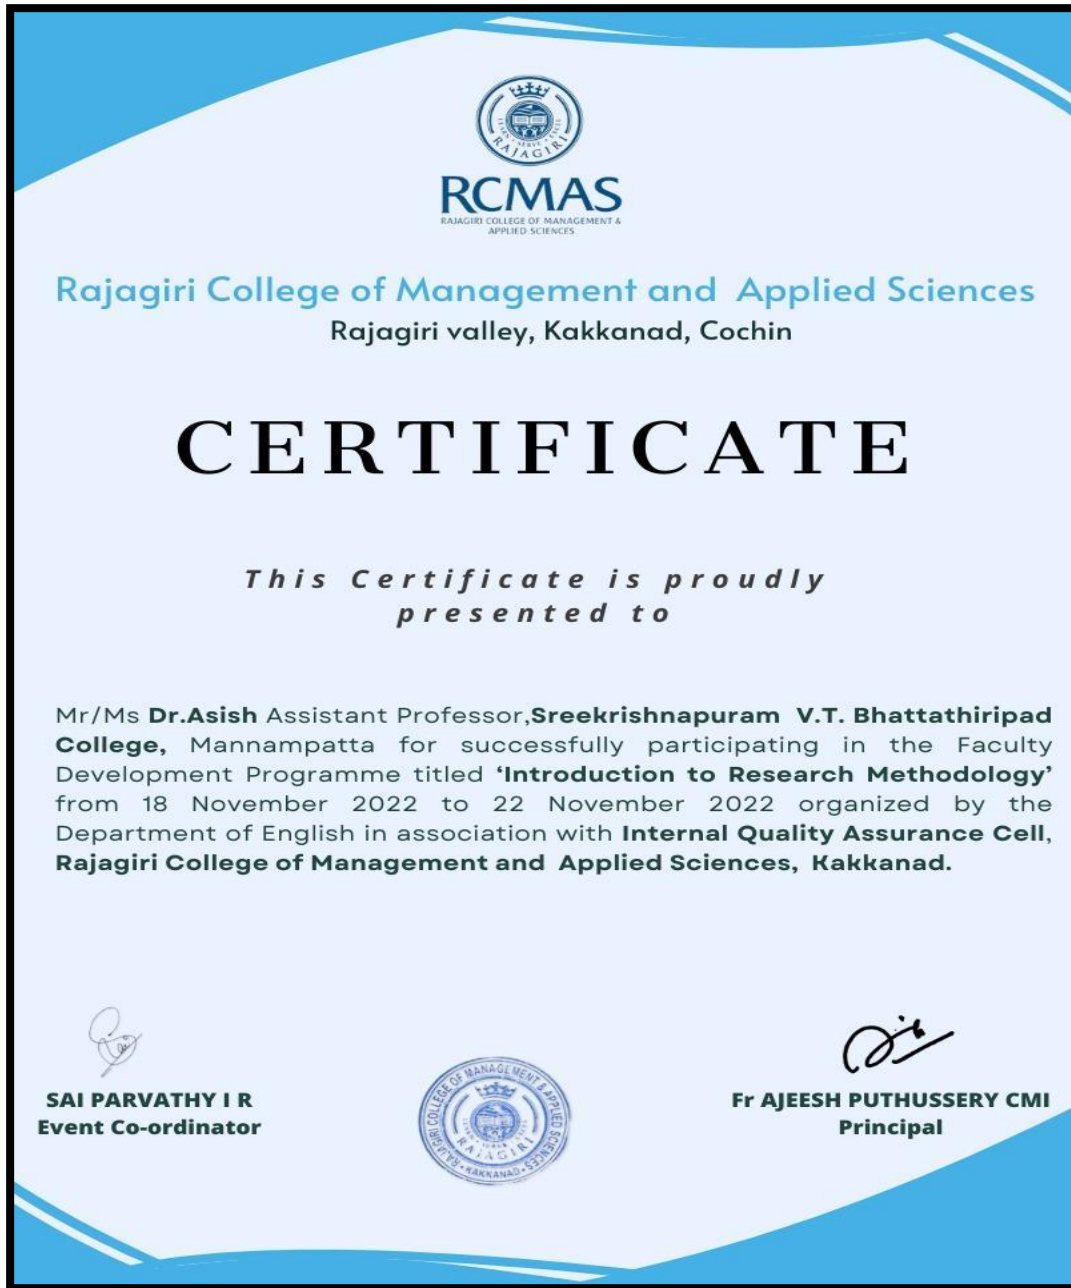 LEARN • SERVE • EXCEL
RAJAGIRI
RCMAS
RAJAGIRI COLLEGE OF MANAGEMENT &
APPLIED SCIENCES
Rajagiri College of Management and Applied Sciences
Rajagiri valley, Kakkanad, Cochin
CERTIFICATE
This Certificate is proudly
presented to
Mr/Ms Dr.Asish Assistant Professor,Sreekrishnapuram V.T. Bhattathiripad
College, Mannampatta for successfully participating in the Faculty
Development Programme titled ‘Introduction to Research Methodology’
from 18 November 2022 to 22 November 2022 organized by the
Department of English in association with Internal Quality Assurance Cell,
Rajagiri College of Management and Applied Sciences, Kakkanad.
SAI PARVATHY I R
Event Co-ordinator
RAJAGIRI COLLEGE OF MANAGEMENT & APPLIED SCIENCES
RAJAGIRI
• KAKKANAD •
Fr AJEESH PUTHUSSERY CMI
Principal